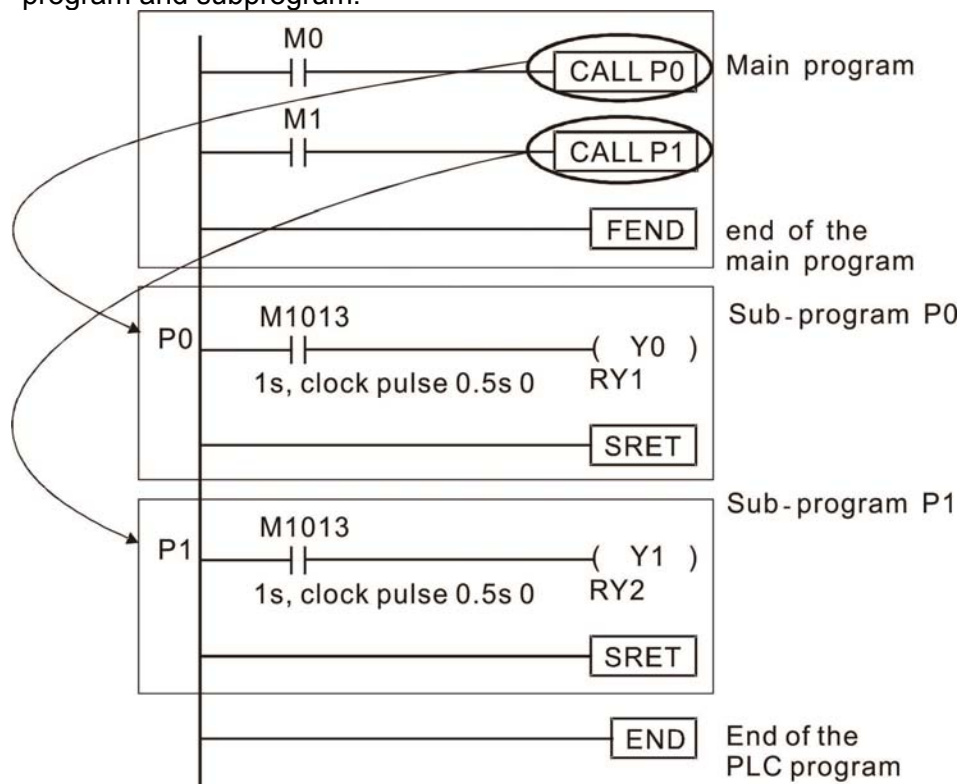 program and subprogram.
M0
CALL P0
Main program
M1
CALL P1
FEND
end of the
main program
Sub-program P0
M1013
P0
( Y0 )
1s, clock pulse 0.5s 0
RY1
SRET
Sub-program P1
M1013
P1
( Y1 )
1s, clock pulse 0.5s 0
RY2
SRET
END
End of the
PLC program